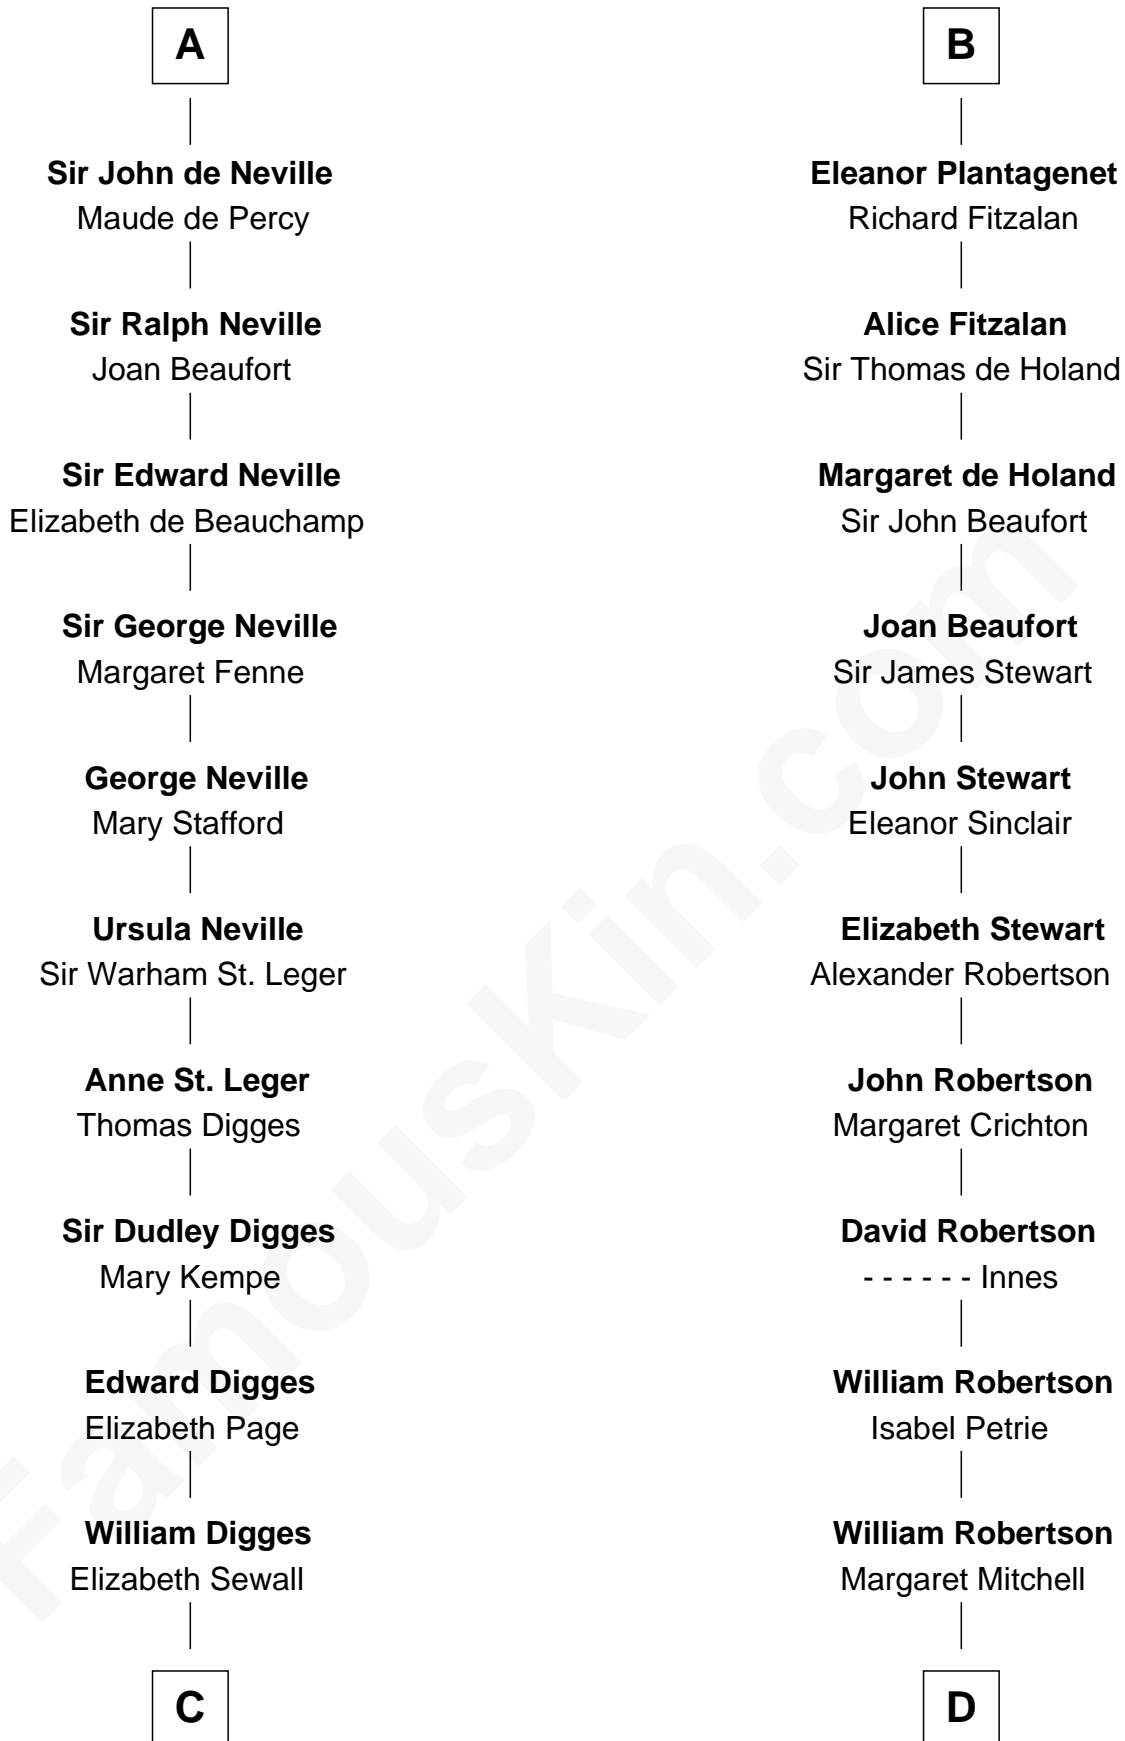 A
Sir John de Neville
Maude de Percy
Sir Ralph Neville
Joan Beaufort
Sir Edward Neville
Elizabeth de Beauchamp
Sir George Neville
Margaret Fenne
George Neville
Mary Stafford
Ursula Neville
Sir Warham St. Leger
Anne St. Leger
Thomas Digges
Sir Dudley Digges
Mary Kempe
Edward Digges
Elizabeth Page
William Digges
Elizabeth Sewall
C
B
Eleanor Plantagenet
Richard Fitzalan
Alice Fitzalan
Sir Thomas de Holand
Margaret de Holand
Sir John Beaufort
Joan Beaufort
Sir James Stewart
John Stewart
Eleanor Sinclair
Elizabeth Stewart
Alexander Robertson
John Robertson
Margaret Crichton
David Robertson
- - - - - - Innes
William Robertson
Isabel Petrie
William Robertson
Margaret Mitchell
D
FamousKin.com